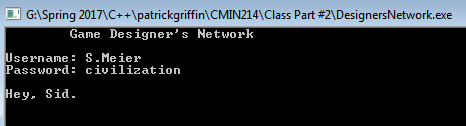 G:\Spring 2017\C++\patrickgriffin\CMIN214\Class Part #2\DesignersNetwork.exe
Game Designer's Network
Username: S.Meier
Password: civilization
Hey, Sid.